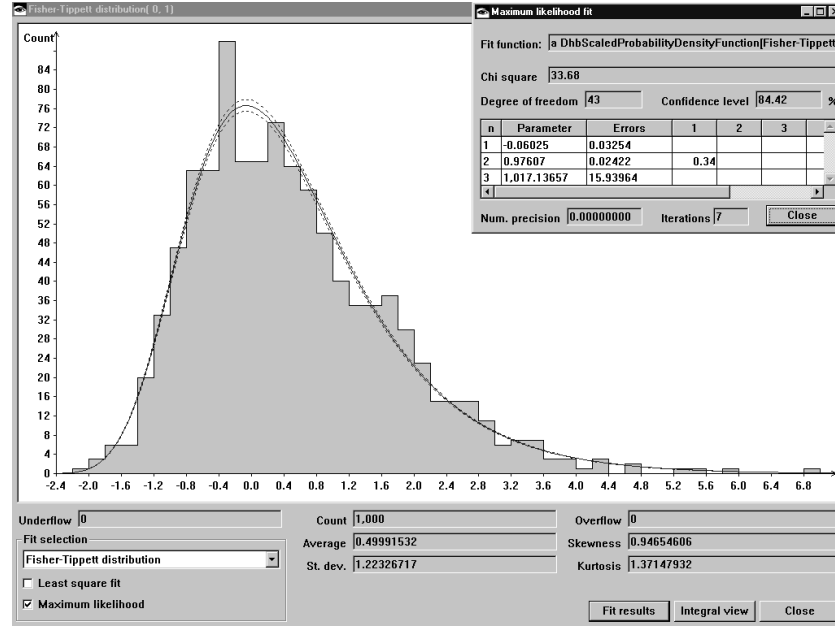 Fisher-Tippett distribution( 0, 1)
Count
84
80
76
72
68
64
60
56
52
48
44
40
36
32
28
24
20
16
12
8
4
0
-2.4 -2.0 -1.6 -1.2 -0.8 -0.4 0.0 0.4 0.8 1.2 1.6 2.0 2.4 2.8 3.2 3.6 4.0 4.4 4.8 5.2 5.6 6.0 6.4 6.8
Maximum likelihood fit
Fit function: a DhbScaledProbabilityDensityFunction[Fisher-Tippett
Chi square 33.68
Degree of freedom 43 Confidence level 84.42 %
n Parameter Errors 1 2 3
1 -0.06025 0.03254
2 0.97607 0.02422 0.34
3 1,017.13657 15.93964
Num. precision 0.00000000 Iterations 7 Close
Underflow 0 Count 1,000 Overflow 0
Fit selection
Fisher-Tippett distribution
Least square fit
Maximum likelihood
Average 0.49991532 Skewness 0.94654606
St. dev. 1.22326717 Kurtosis 1.37147932
Fit results Integral view Close